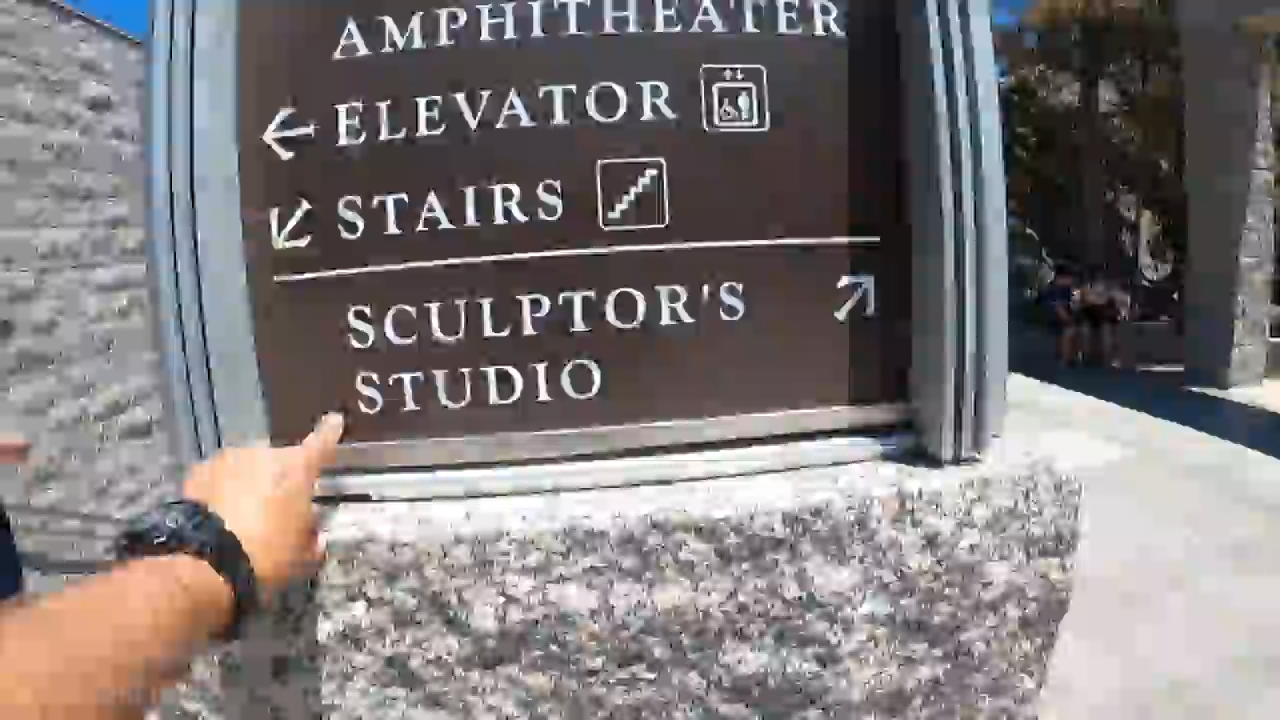 AMPHITHEATER
← ELEVATOR
↙ STAIRS
SCULPTOR'S ↗
STUDIO